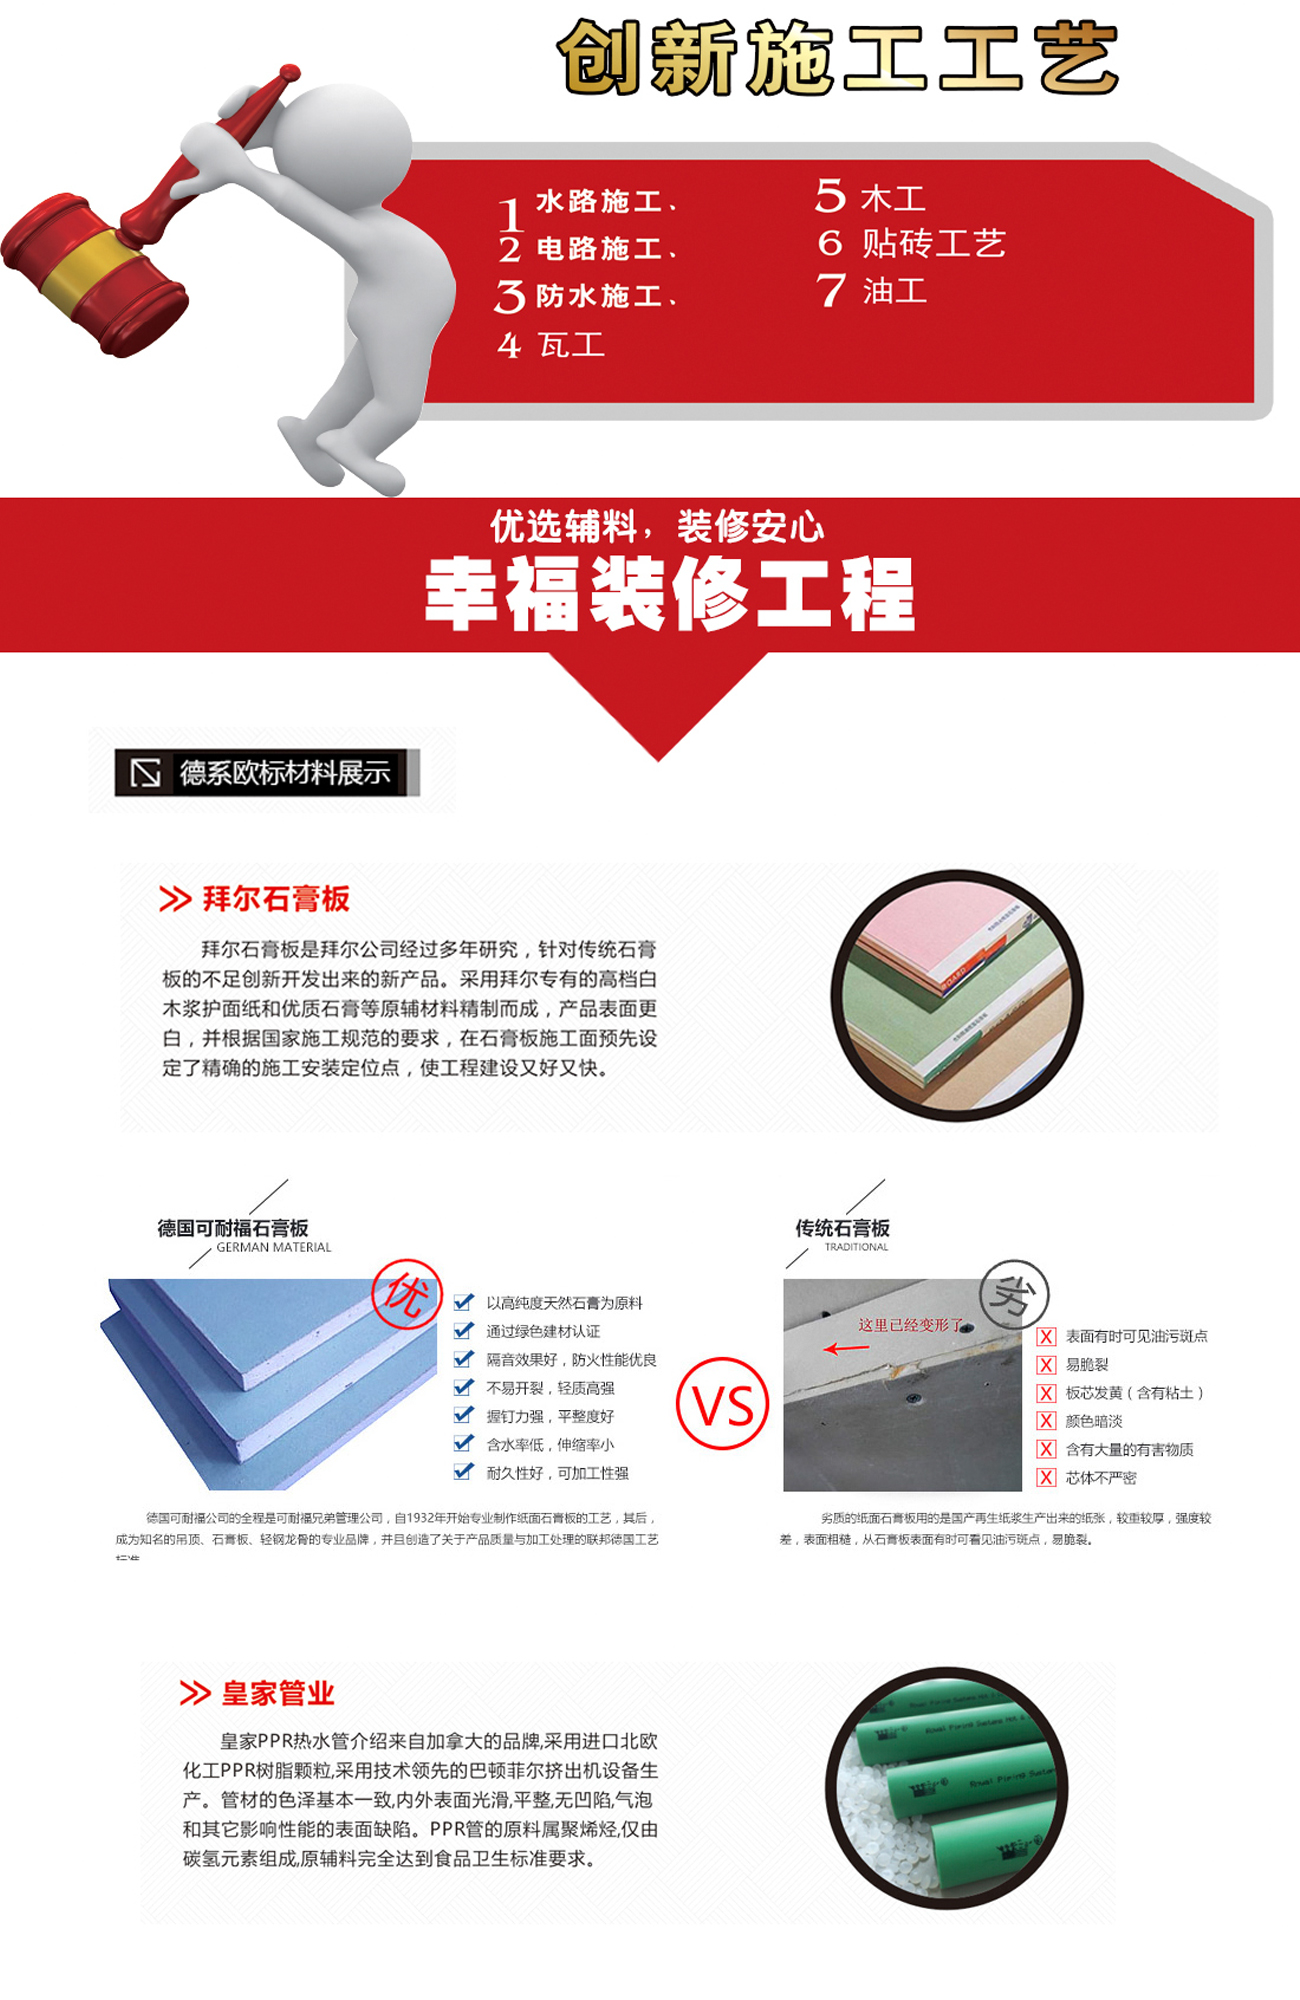 创新施工工艺
1 水路施工、
2 电路施工、
3 防水施工、
4 瓦工
5 木工
6 贴砖工艺
7 油工
优选辅料，装修安心
幸福装修工程
德系欧标材料展示
拜尔石膏板
拜尔石膏板是拜尔公司经过多年研究，针对传统石膏
板的不足创新开发出来的新产品。采用拜尔专有的高档白
木浆护面纸和优质石膏等原辅材料精制而成，产品表面更
白，并根据国家施工规范的要求，在石膏板施工面预先设
定了精确的施工安装定位点，使工程建设又好又快。
德国可耐福石膏板
GERMAN MATERIAL
优
以高纯度天然石膏为原料
通过绿色建材认证
隔音效果好，防火性能优良
不易开裂，轻质高强
握钉力强，平整度好
含水率低，伸缩率小
耐久性好，可加工性强
德国可耐福公司的全程是可耐福兄弟管理公司，自1932年开始专业制作纸面石膏板的工艺，其后，
成为知名的吊顶、石膏板、轻钢龙骨的专业品牌，并且创造了关于产品质量与加工处理的联邦德国工艺
VS
传统石膏板
TRADITIONAL
劣
这里已经变形了
表面有时可见油污斑点
易脆裂
板芯发黄（含有粘土）
颜色暗淡
含有大量的有害物质
芯体不严密
劣质的纸面石膏板用的是国产再生纸浆生产出来的纸张，较重较厚，强度较
差，表面粗糙，从石膏板表面有时可看见油污斑点，易脆裂。
皇家管业
皇家PPR热水管介绍来自加拿大的品牌,采用进口北欧
化工PPR树脂颗粒,采用技术领先的巴顿菲尔挤出机设备生
产。管材的色泽基本一致,内外表面光滑,平整,无凹陷,气泡
和其它影响性能的表面缺陷。PPR管的原料属聚烯烃,仅由
碳氢元素组成,原辅料完全达到食品卫生标准要求。
Royal Piping Systems